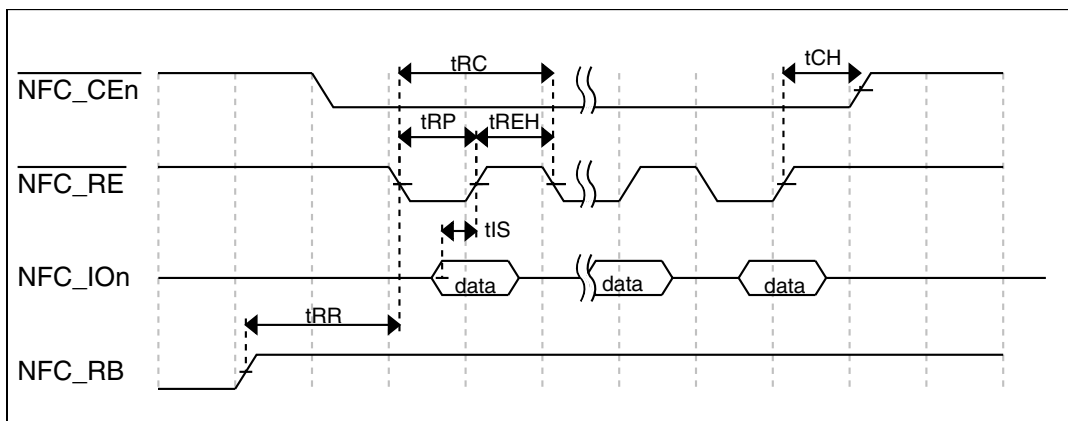 tRC
tCH
NFC_CEn
tRP
tREH
NFC_RE
tIS
NFC_IOn
data
data
data
tRR
NFC_RB